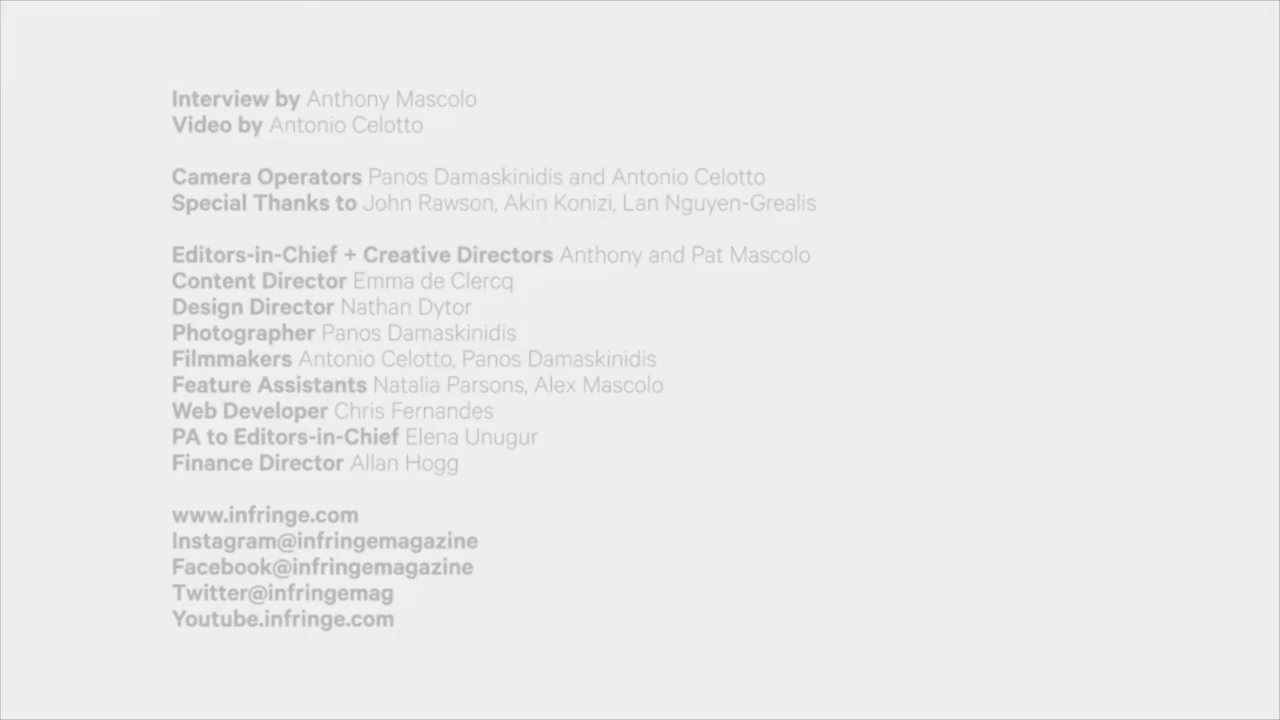 Interview by Anthony Mascolo
Video by Antonio Celotto
Camera Operators Panos Damaskinidis and Antonio Celotto
Special Thanks to John Rawson, Akin Konizi, Lan Nguyen-Grealis
Editors-in-Chief + Creative Directors Anthony and Pat Mascolo
Content Director Emma de Clercq
Design Director Nathan Dytor
Photographer Panos Damaskinidis
Filmmakers Antonio Celotto, Panos Damaskinidis
Feature Assistants Natalia Parsons, Alex Mascolo
Web Developer Chris Fernandes
PA to Editors-in-Chief Elena Unugur
Finance Director Allan Hogg
www.infringe.com
Instagram@infringemagazine
Facebook@infringemagazine
Twitter@infringemag
Youtube.infringe.com